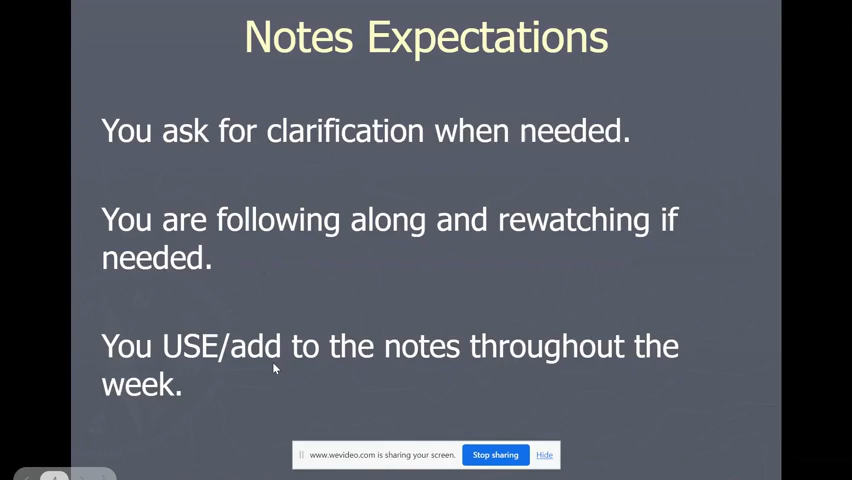 Notes Expectations
You ask for clarification when needed.
You are following along and rewatching if
needed.
You USE/add to the notes throughout the
week.
www.wevideo.com is sharing your screen.
Stop sharing
Hide